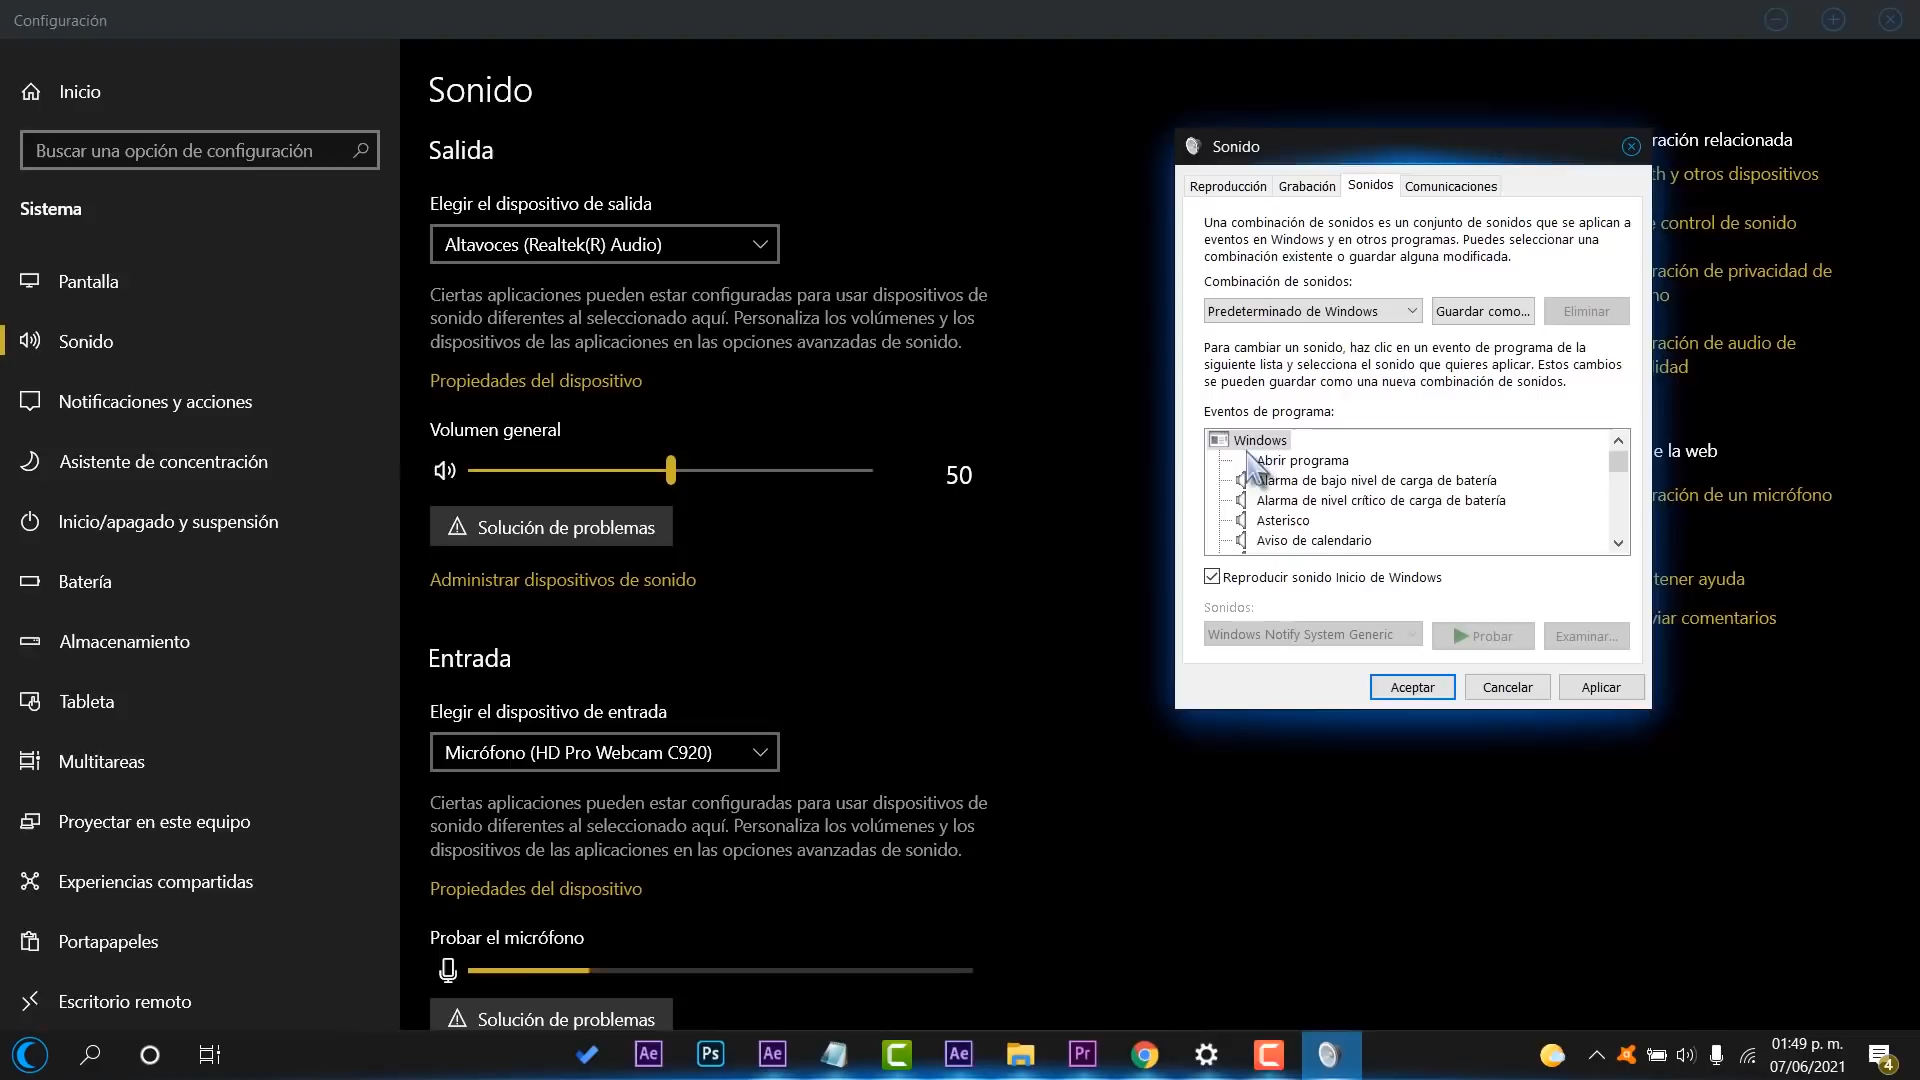 Configuración
Inicio
Buscar una opción de configuración
Sistema
Pantalla
Sonido
Notificaciones y acciones
Asistente de concentración
Inicio/apagado y suspensión
Batería
Almacenamiento
Tableta
Multitareas
Proyectar en este equipo
Experiencias compartidas
Portapapeles
Escritorio remoto
Sonido
Salida
Elegir el dispositivo de salida
Altavoces (Realtek(R) Audio)
Ciertas aplicaciones pueden estar configuradas para usar dispositivos de
sonido diferentes al seleccionado aquí. Personaliza los volúmenes y los
dispositivos de las aplicaciones en las opciones avanzadas de sonido.
Propiedades del dispositivo
Volumen general
50
Solución de problemas
Administrar dispositivos de sonido
Entrada
Elegir el dispositivo de entrada
Micrófono (HD Pro Webcam C920)
Ciertas aplicaciones pueden estar configuradas para usar dispositivos de
sonido diferentes al seleccionado aquí. Personaliza los volúmenes y los
dispositivos de las aplicaciones en las opciones avanzadas de sonido.
Propiedades del dispositivo
Probar el micrófono
Solución de problemas
Sonido
Reproducción Grabación Sonidos Comunicaciones
Una combinación de sonidos es un conjunto de sonidos que se aplican a
eventos en Windows y en otros programas. Puedes seleccionar una
combinación existente o guardar alguna modificada.
Combinación de sonidos:
Predeterminado de Windows Guardar como... Eliminar
Para cambiar un sonido, haz clic en un evento de programa de la
siguiente lista y selecciona el sonido que quieres aplicar. Estos cambios
se pueden guardar como una nueva combinación de sonidos.
Eventos de programa:
Windows
Abrir programa
Alarma de bajo nivel de carga de batería
Alarma de nivel crítico de carga de batería
Asterisco
Aviso de calendario
Reproducir sonido Inicio de Windows
Sonidos:
Windows Notify System Generic Probar Examinar...
Aceptar Cancelar Aplicar
ración relacionada
th y otros dispositivos
e control de sonido
ración de privacidad de
no
ración de audio de
lidad
e la web
ración de un micrófono
tener ayuda
viar comentarios
Ae Ps Ae C Ae Pr C
01:49 p. m.
07/06/2021
4